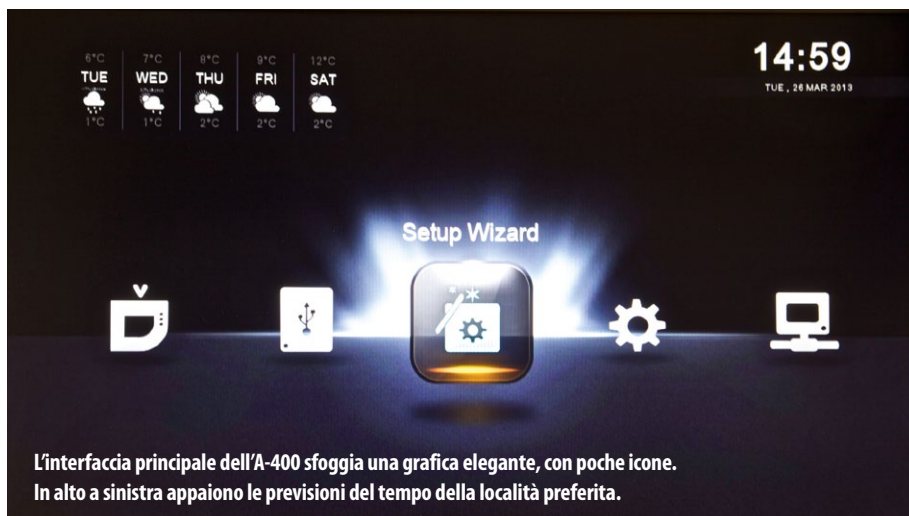 6°C 7°C 8°C 9°C 12°C
TUE WED THU FRI SAT
1°C 1°C 2°C 2°C 2°C
14:59
TUE , 26 MAR 2013
Setup Wizard
L'interfaccia principale dell'A-400 sfoggia una grafica elegante, con poche icone.
In alto a sinistra appaiono le previsioni del tempo della località preferita.